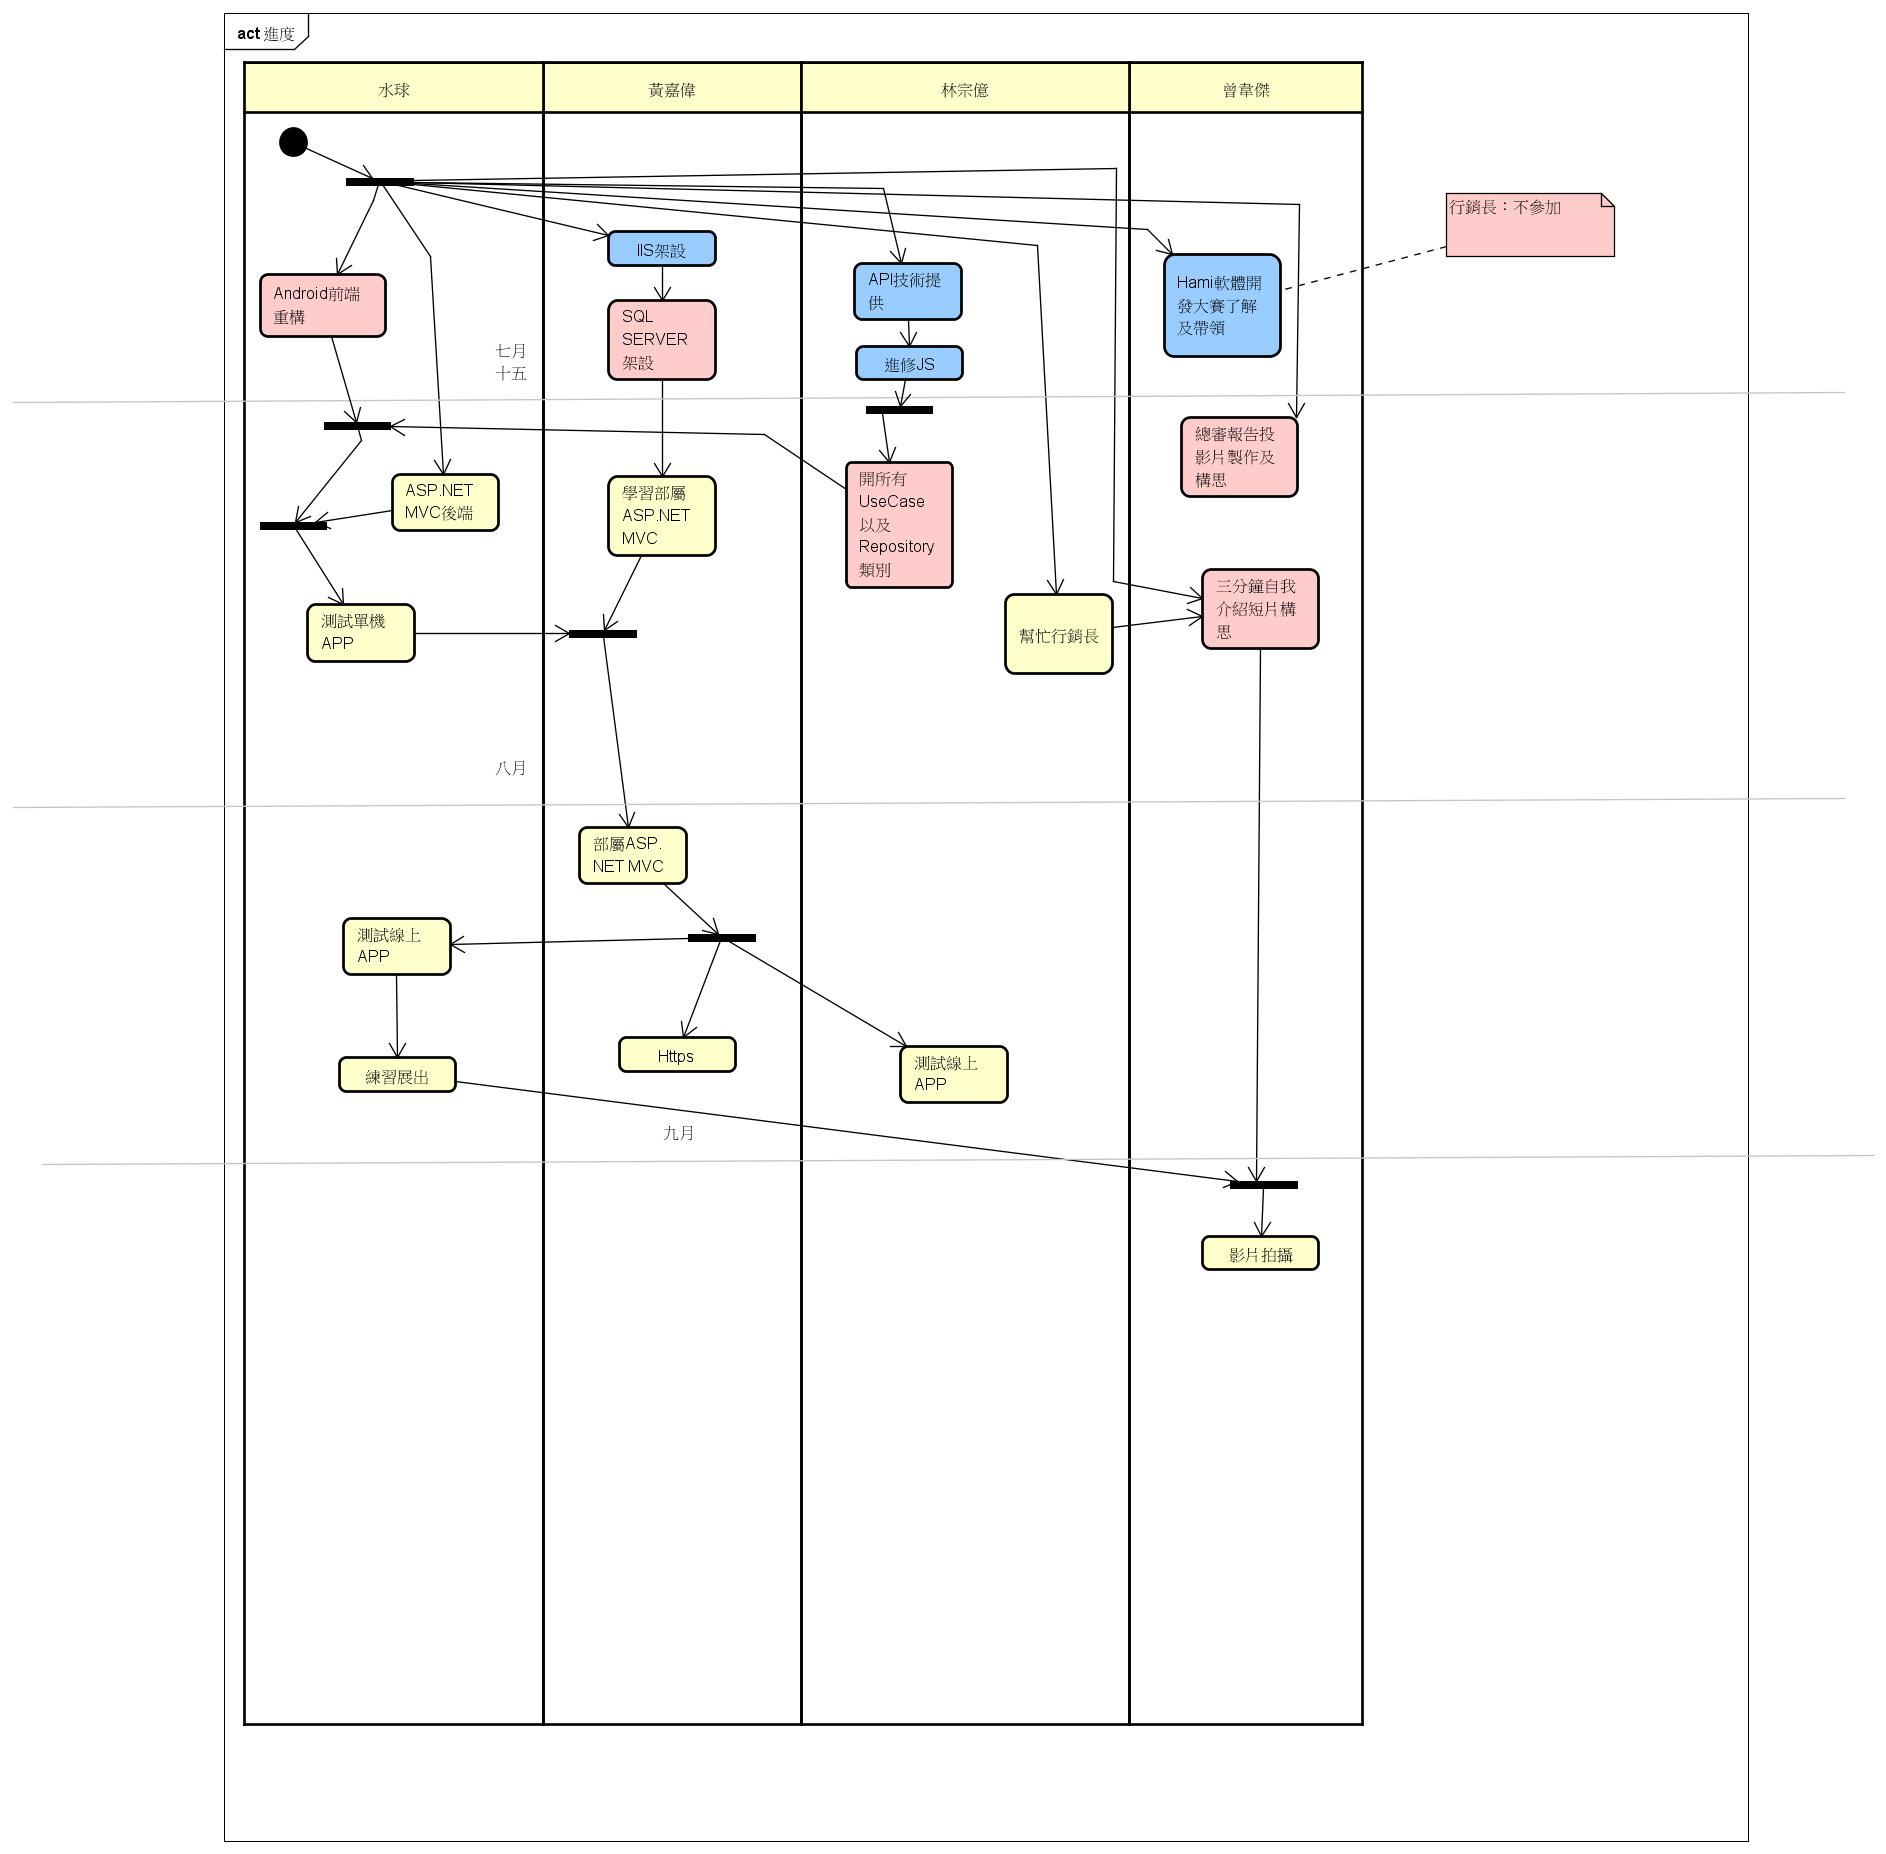 act 進度
水球
黃嘉偉
林宗億
曾韋傑
行銷長：不參加
IIS架設
Android前端
重構
SQL
SERVER
架設
API技術提
供
進修JS
Hami軟體開
發大賽了解
及帶領
七月
十五
總審報告投
影片製作及
構思
ASP.NET
MVC後端
學習部屬
ASP.NET
MVC
開所有
UseCase
以及
Repository
類別
測試單機
APP
幫忙行銷長
三分鐘自我
介紹短片構
思
八月
部屬ASP.
NET MVC
測試線上
APP
Https
測試線上
APP
練習展出
九月
影片拍攝